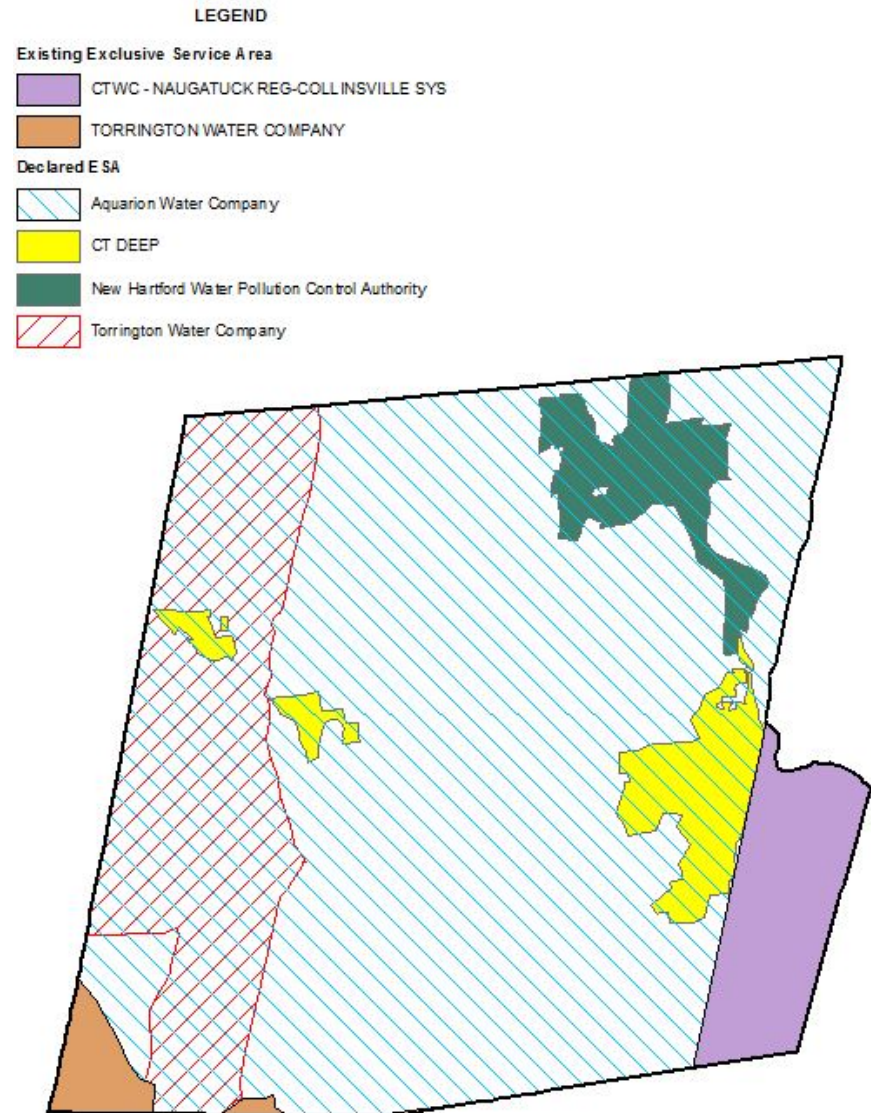 LEGEND
Existing Exclusive Service Area
CTWC - NAUGATUCK REG-COLLINSVILLE SYS
TORRINGTON WATER COMPANY
Declared ESA
Aquarion Water Company
CT DEEP
New Hartford Water Pollution Control Authority
Torrington Water Company